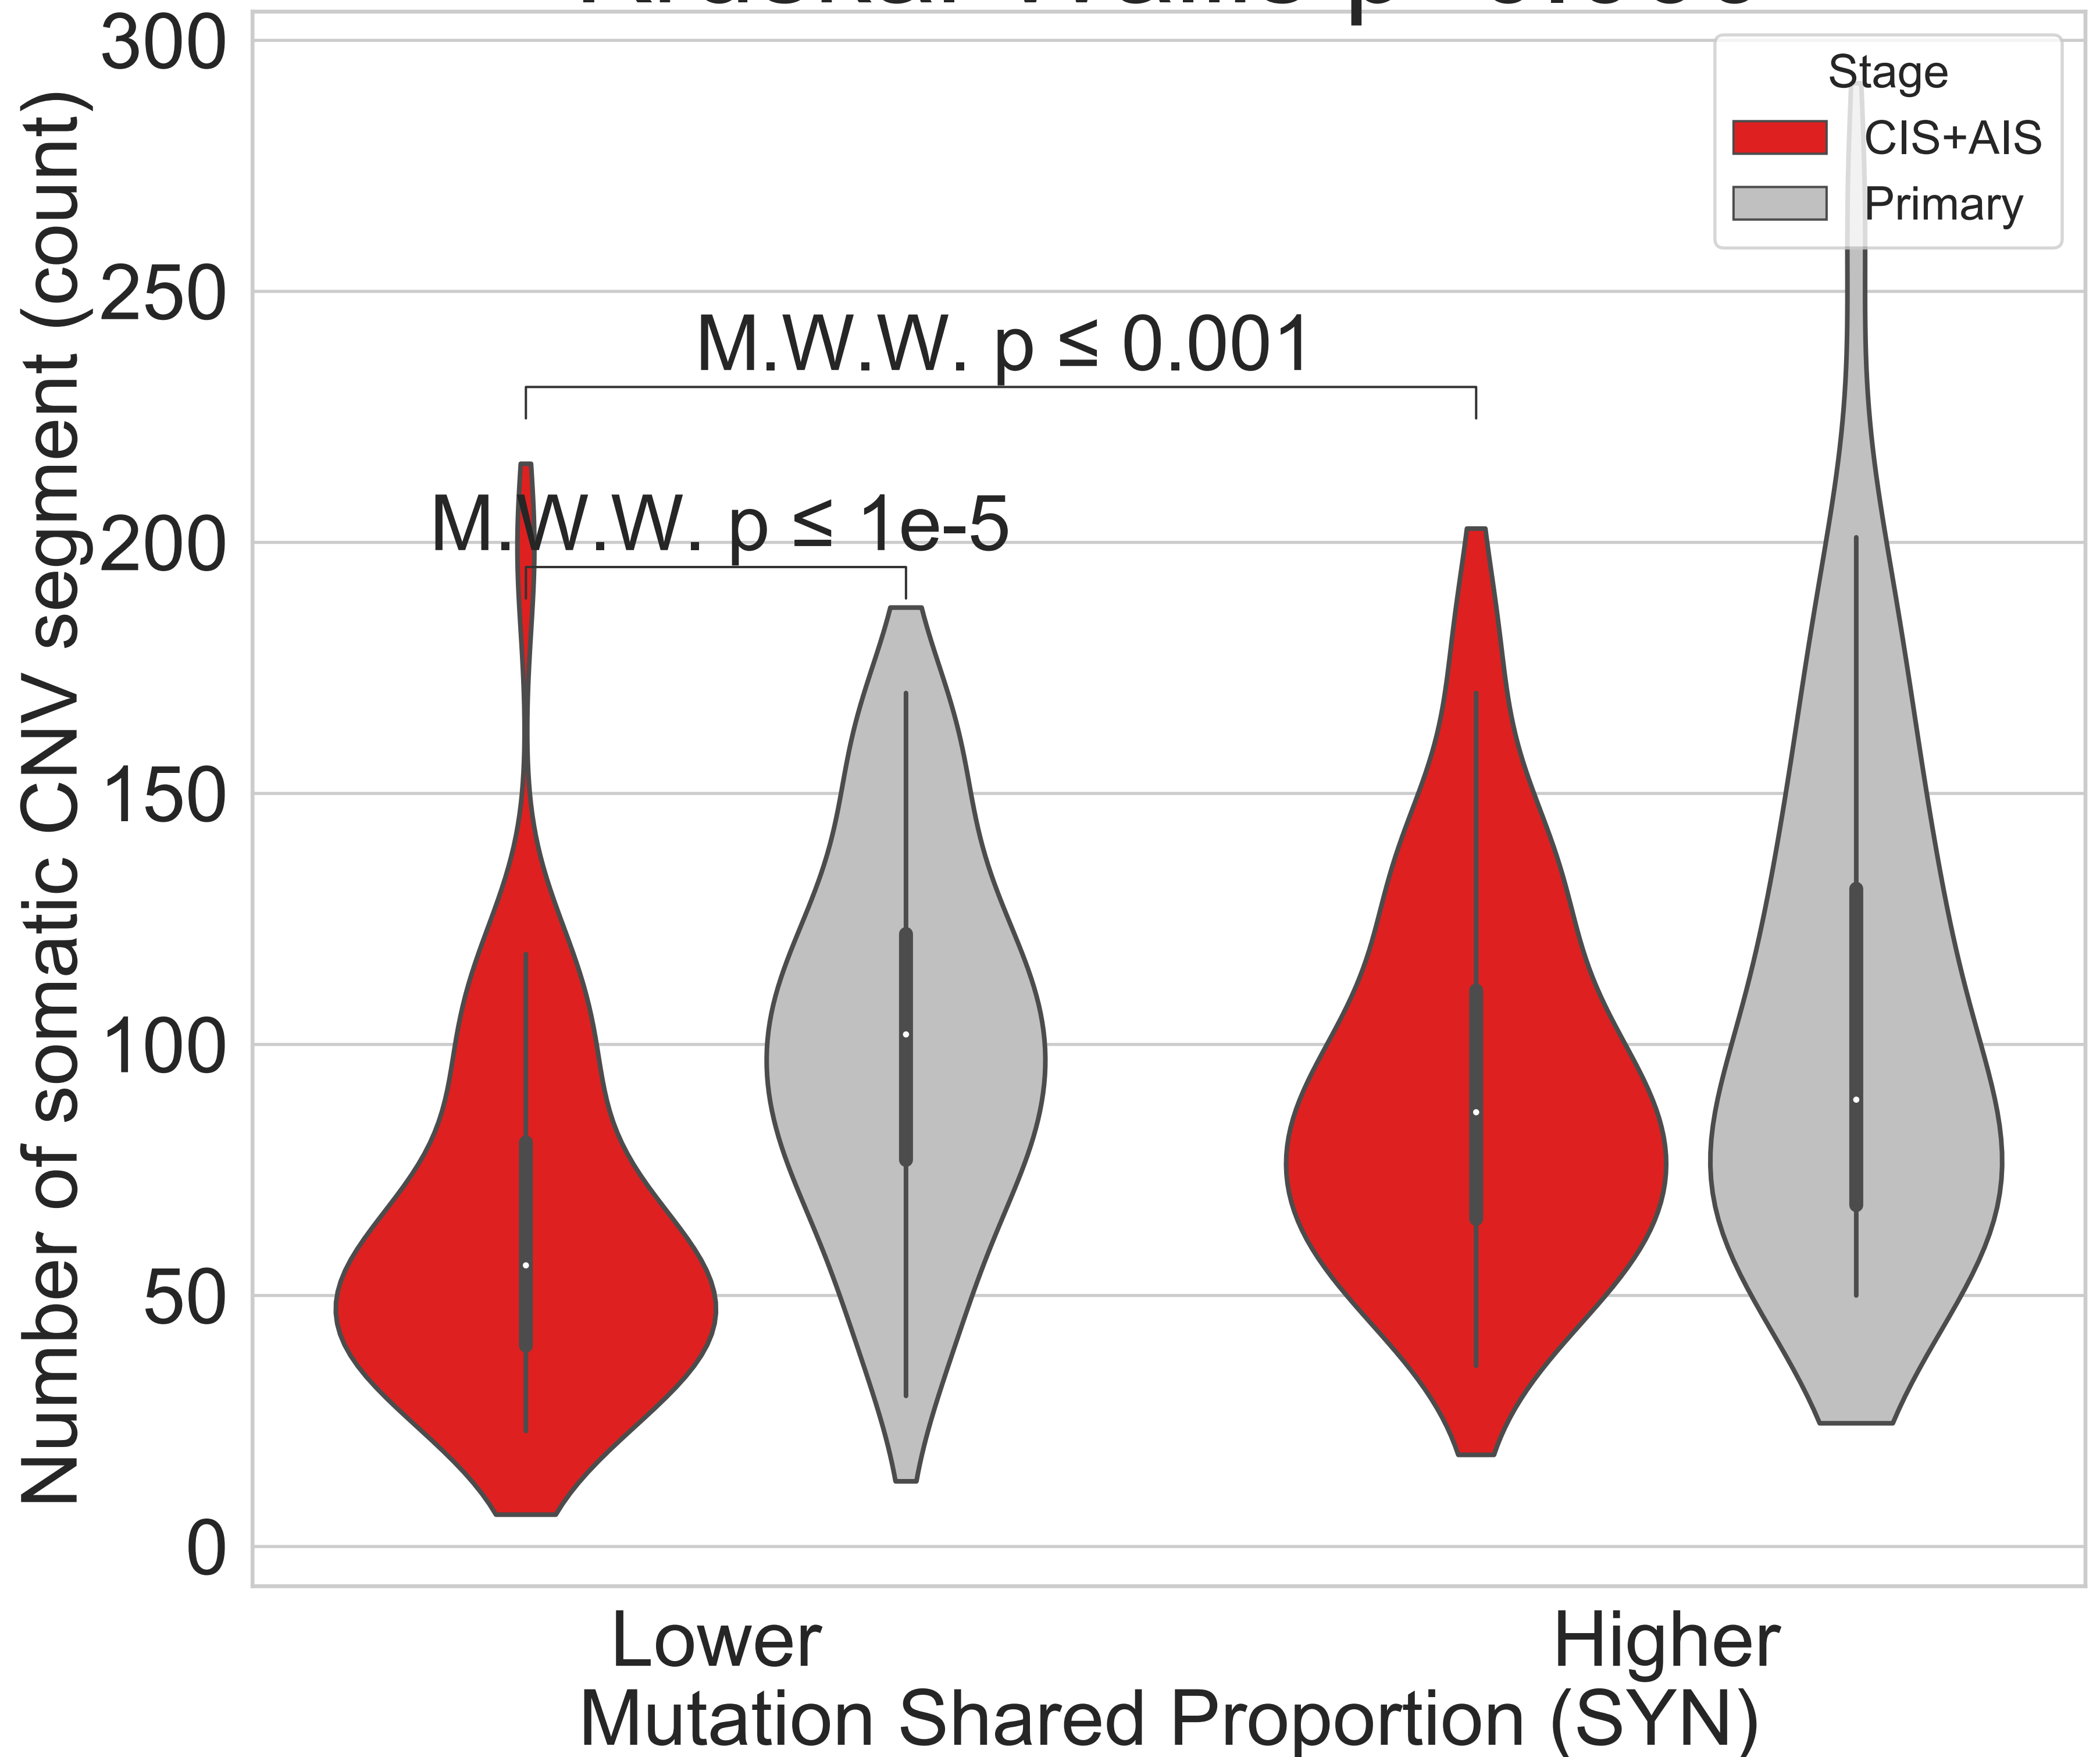 300
Stage
CIS+AIS
Primary
250
M.W.W. p ≤ 0.001
200
M.W.W. p ≤ 1e-5
150
100
50
0
Number of somatic CNV segment (count)
Lower
Higher
Mutation Shared Proportion (SYN)